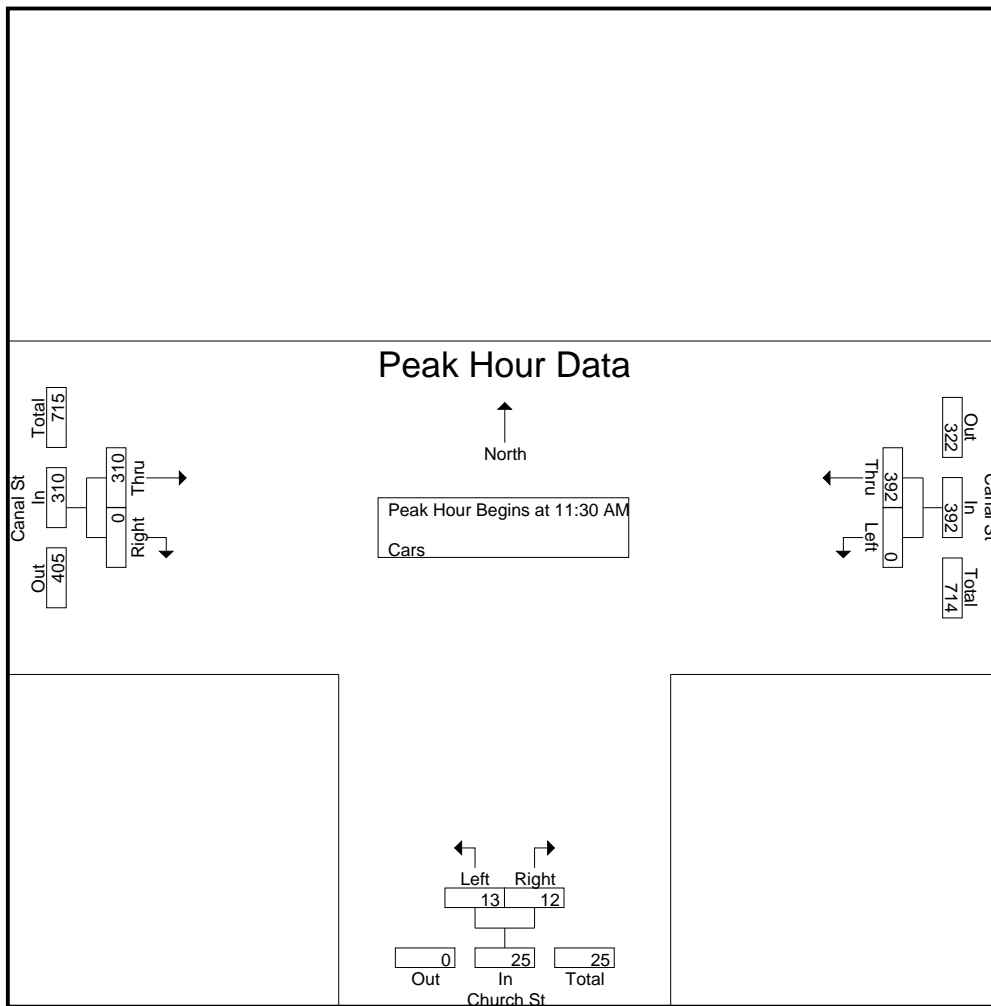 Peak Hour Data
North
Peak Hour Begins at 11:30 AM
Cars
Canal St
Out
In
Total
405
310
715
Right
Thru
0
310
Canal St
Out
In
Total
322
392
714
Thru
Left
392
0
Left Right
13 12
0 25 25
Out In Total
Church St